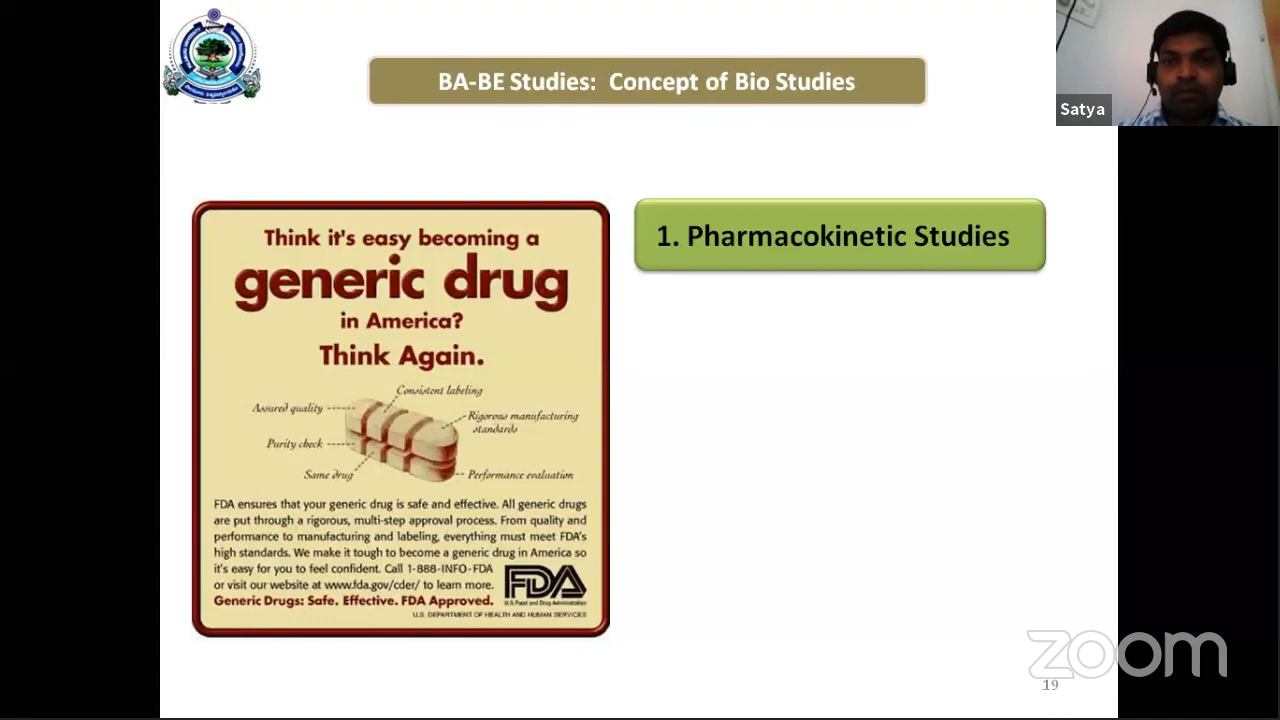 BA-BE Studies: Concept of Bio Studies
Satya
Think it's easy becoming a
generic drug
in America?
Think Again.
Consistent labeling
Assured quality
Rigorous manufacturing
standards
Purity check
Same drug
Performance evaluation
FDA ensures that your generic drug is safe and effective. All generic drugs
are put through a rigorous, multi-step approval process. From quality and
performance to manufacturing and labeling, everything must meet FDA's
high standards. We make it tough to become a generic drug in America so
it's easy for you to feel confident. Call 1-888-INFO-FDA
or visit our website at www.fda.gov/cder/ to learn more.
Generic Drugs: Safe. Effective. FDA Approved.
FDA
U.S. Food and Drug Administration
U.S. DEPARTMENT OF HEALTH AND HUMAN SERVICES
1. Pharmacokinetic Studies
zoom
19